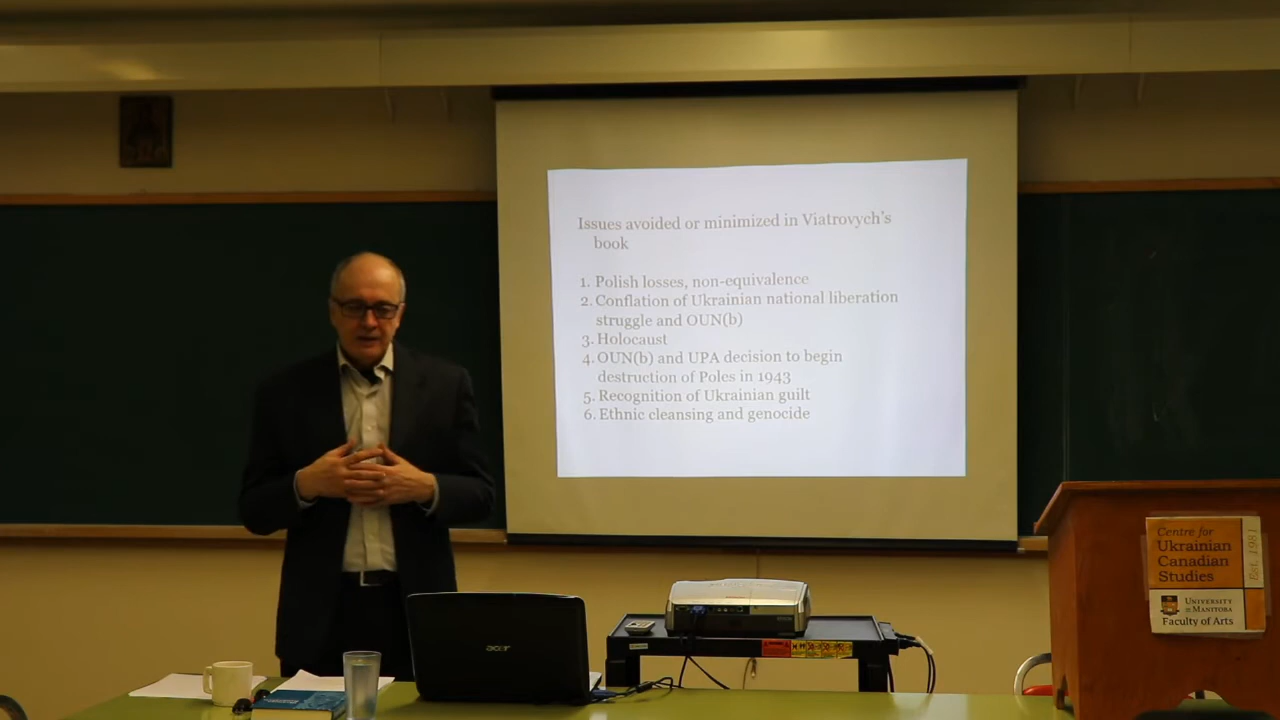 Issues avoided or minimized in Viatrovych's
book
1. Polish losses, non-equivalence
2. Conflation of Ukrainian national liberation
struggle and OUN(b)
3. Holocaust
4. OUN(b) and UPA decision to begin
destruction of Poles in 1943
5. Recognition of Ukrainian guilt
6. Ethnic cleansing and genocide
Centre for
Ukrainian
Canadian
Studies
Est. 1981
University
of Manitoba
Faculty of Arts
acer